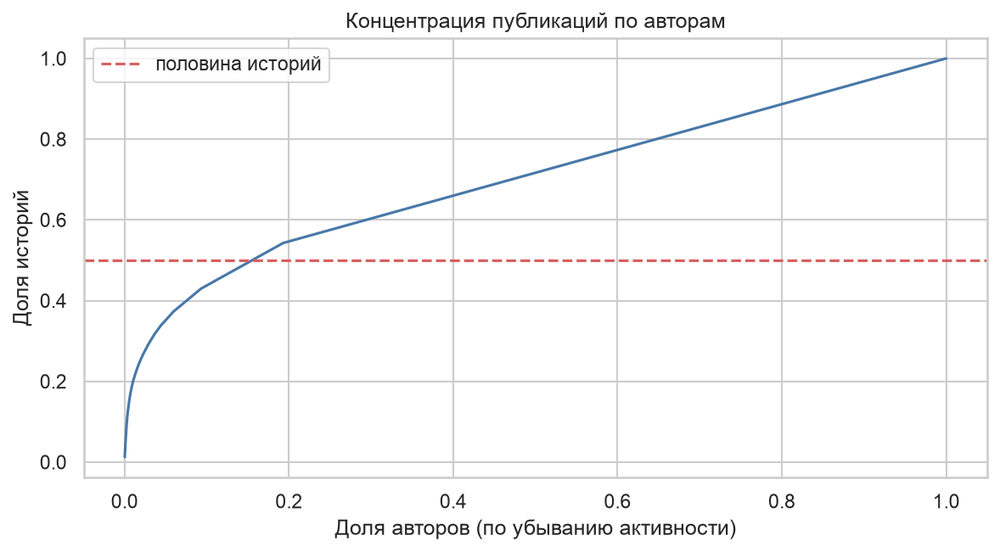 Концентрация публикаций по авторам
половина историй
Доля историй
1.0
0.8
0.6
0.4
0.2
0.0
0.0 0.2 0.4 0.6 0.8 1.0
Доля авторов (по убыванию активности)